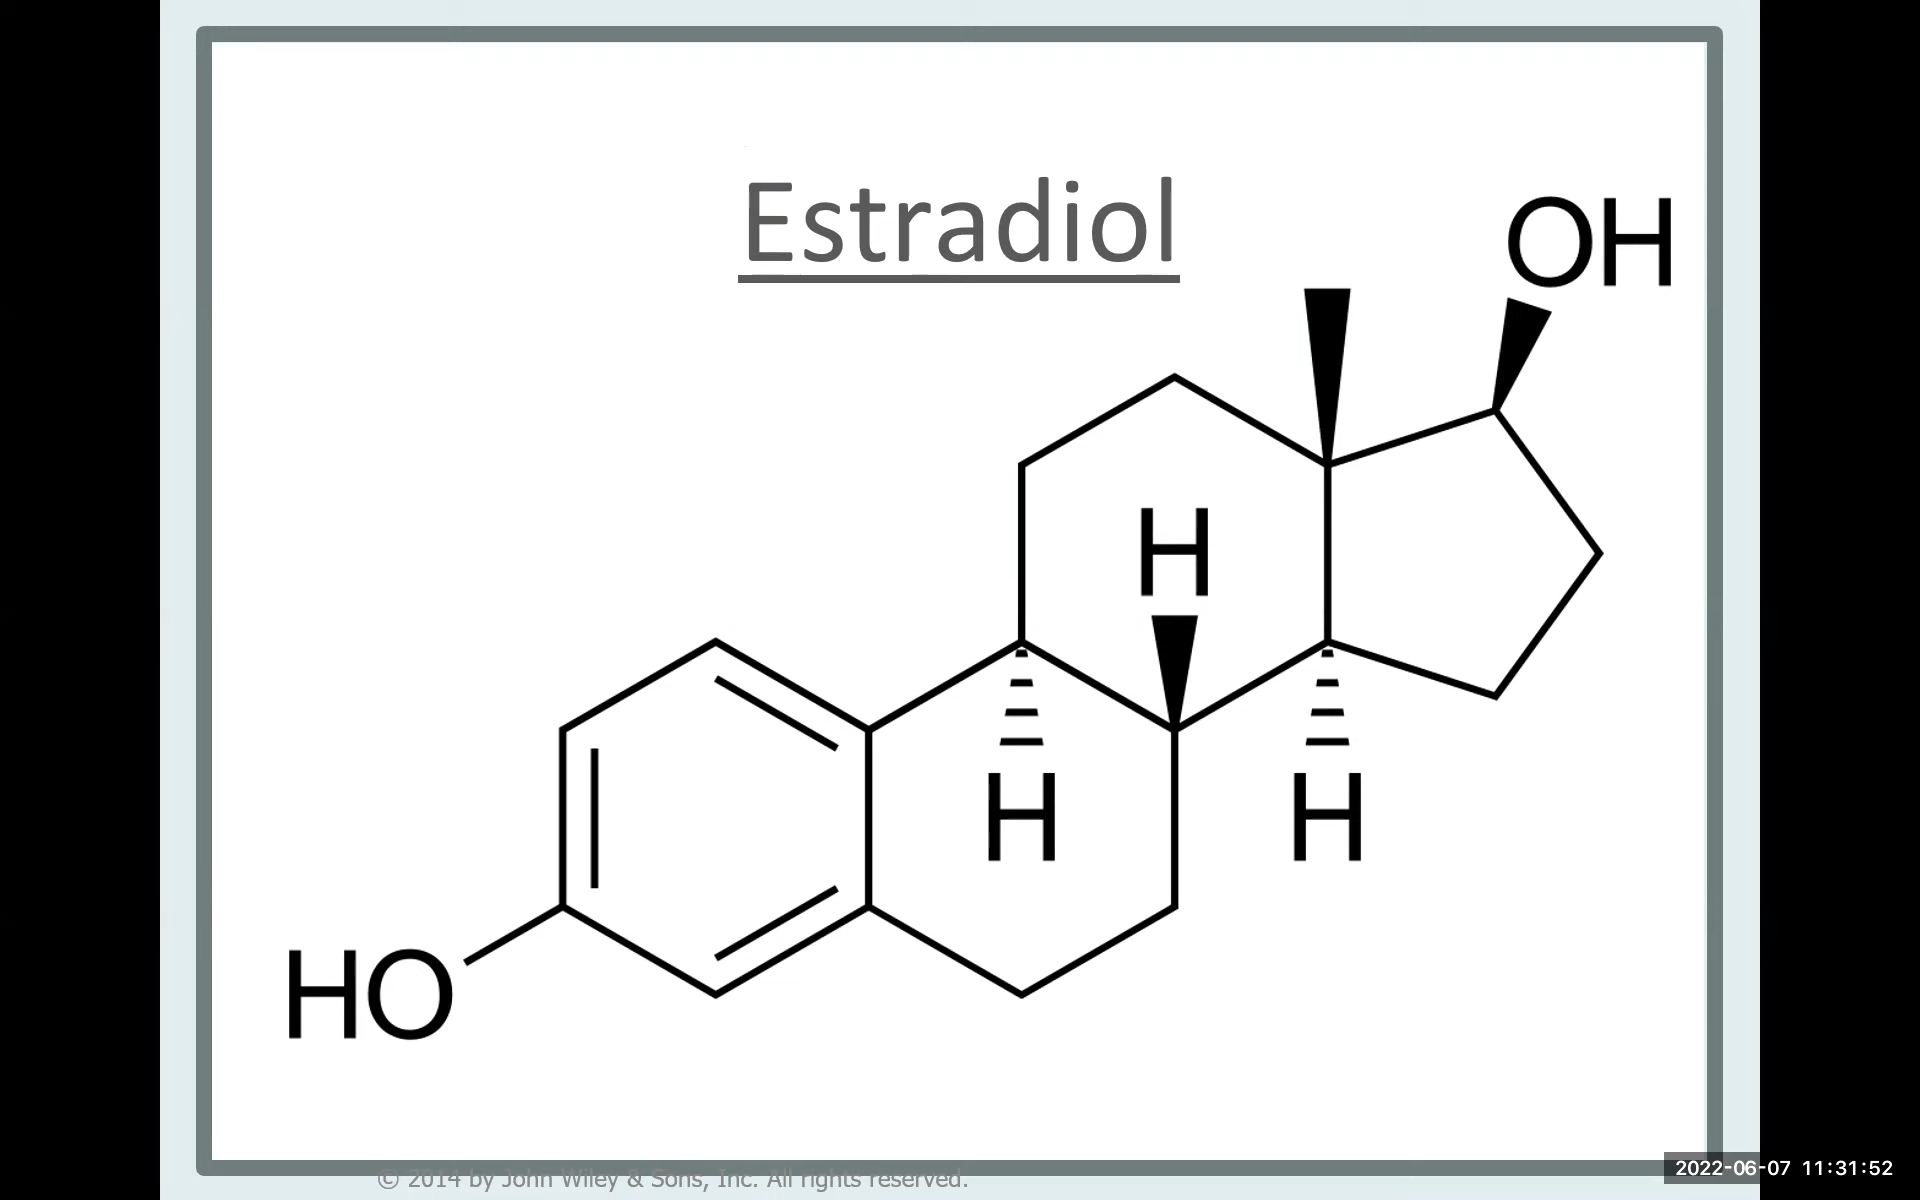 Estradiol
OH
H
H
H
HO
© 2014 by John Wiley & Sons, Inc. All rights reserved.
2022-06-07 11:31:52